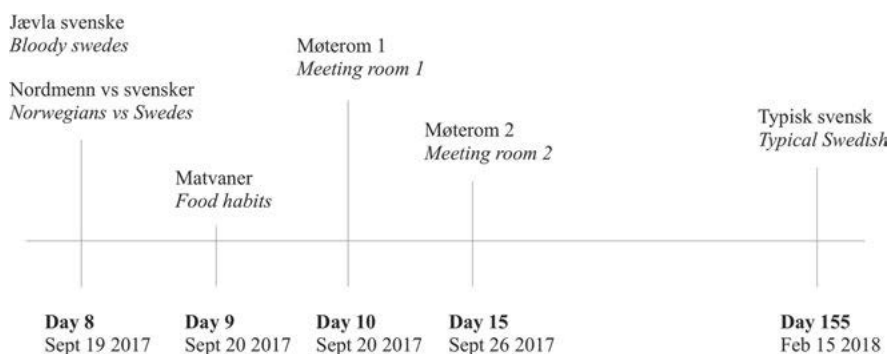 Jævla svenske
Bloody swedes
Nordmenn vs svensker
Norwegians vs Swedes
Matvaner
Food habits
Møterom 1
Meeting room 1
Møterom 2
Meeting room 2
Typisk svensk
Typical Swedish
Day 8
Sept 19 2017
Day 9
Sept 20 2017
Day 10
Sept 20 2017
Day 15
Sept 26 2017
Day 155
Feb 15 2018